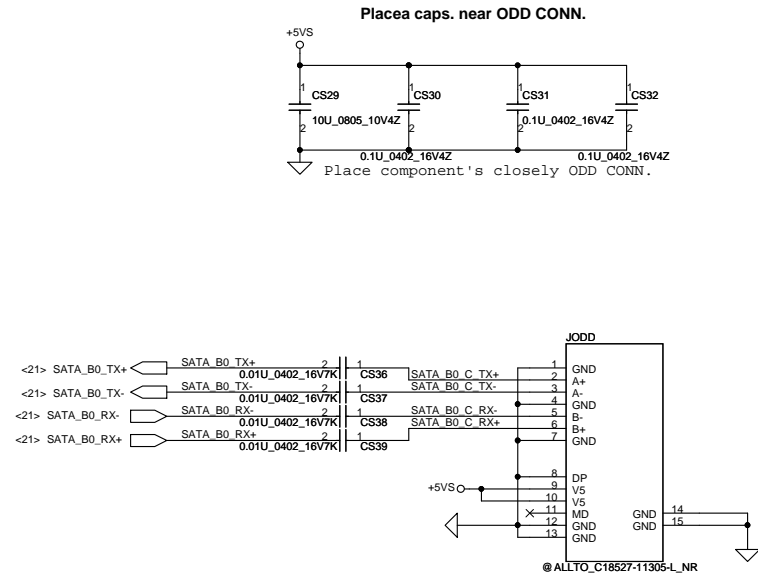 Placea caps. near ODD CONN.
+5VS
1
CS29
2
10U_0805_10V4Z
1
CS30
2
0.1U_0402_16V4Z
1
CS31
2
0.1U_0402_16V4Z
1
CS32
2
0.1U_0402_16V4Z
Place component's closely ODD CONN.
JODD
<21> SATA_B0_TX+
SATA_B0_TX+
2
1
0.01U_0402_16V7K
CS36
SATA_B0_C_TX+
<21> SATA_B0_TX-
SATA_B0_TX-
2
1
0.01U_0402_16V7K
CS37
SATA_B0_C_TX-
<21> SATA_B0_RX-
SATA_B0_RX-
2
1
0.01U_0402_16V7K
CS38
SATA_B0_C_RX-
<21> SATA_B0_RX+
SATA_B0_RX+
2
1
0.01U_0402_16V7K
CS39
SATA_B0_C_RX+
1 GND
2 A+
3 A-
4 GND
5 B-
6 B+
7 GND
8 DP
+5VS
9 V5
10 V5
11 MD
12 GND
13 GND
GND 14
GND 15
@ALLTO_C18527-11305-L_NR